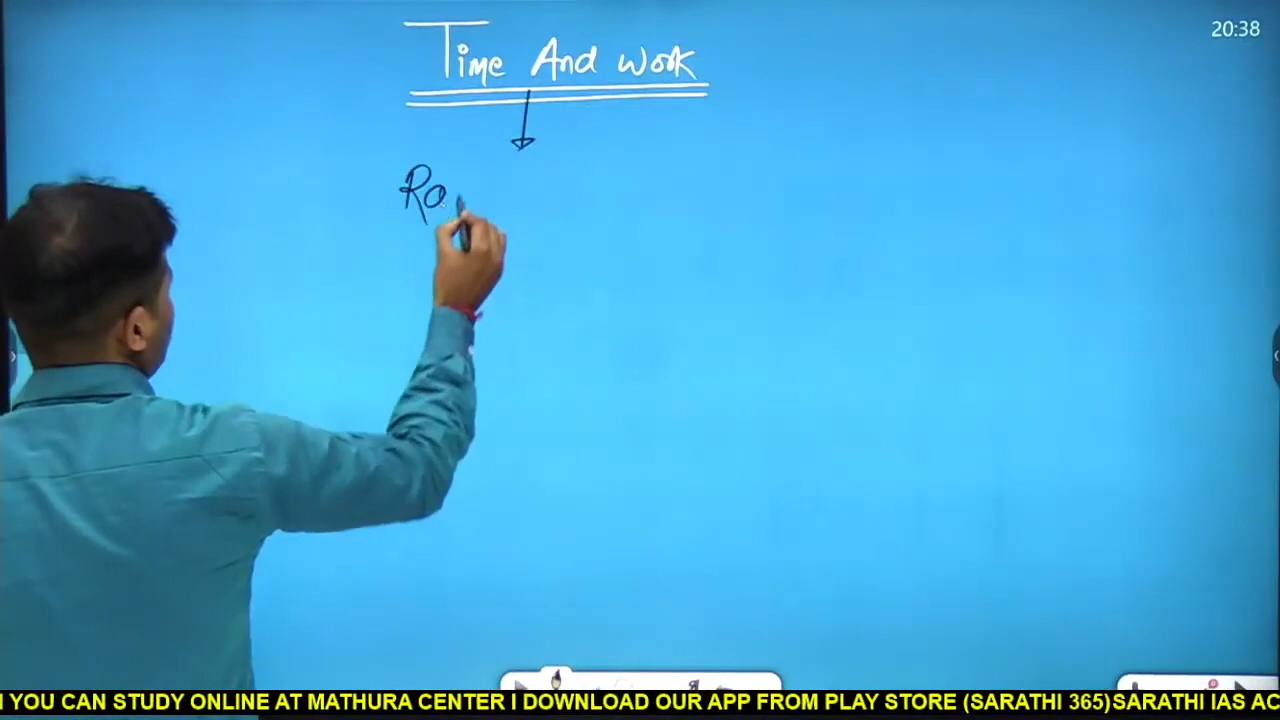 20:38
Time And Work
Ra
I YOU CAN STUDY ONLINE AT MATHURA CENTER I DOWNLOAD OUR APP FROM PLAY STORE (SARATHI 365)SARATHI IAS AC